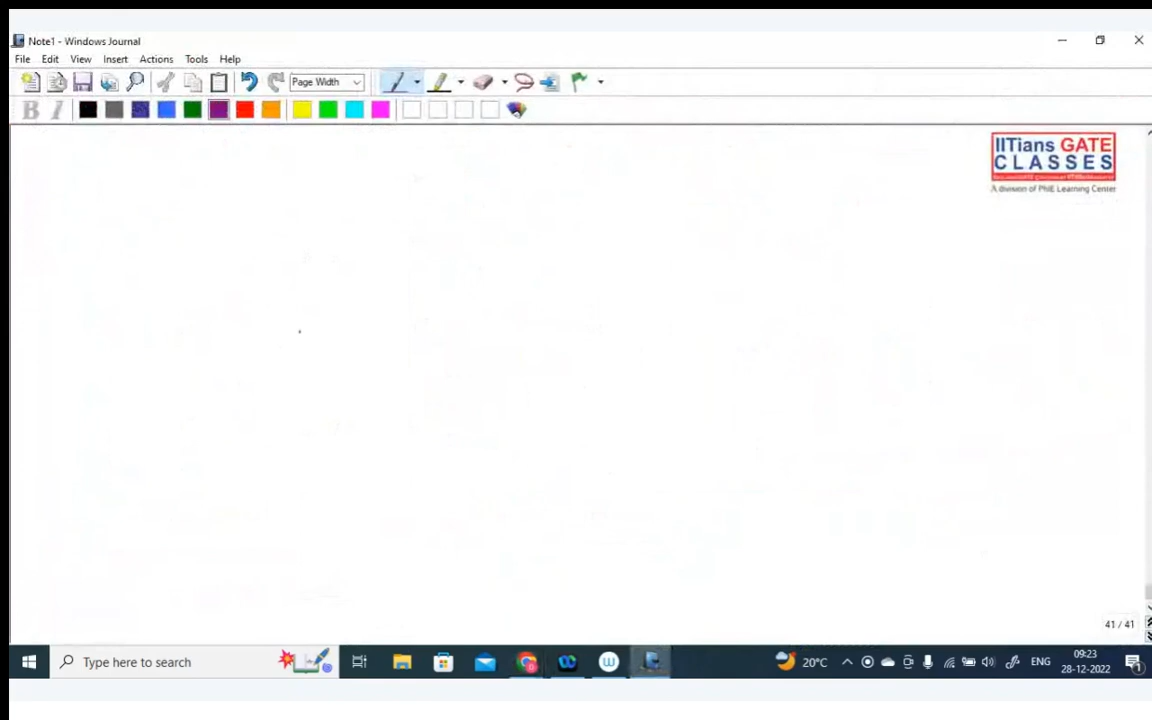 Note1 - Windows Journal
File Edit View Insert Actions Tools Help
Page Width
B I
IITians GATE
CLASSES
A division of PhIE Learning Center
41 / 41
Type here to search
20°C
ENG
09:23
28-12-2022
1